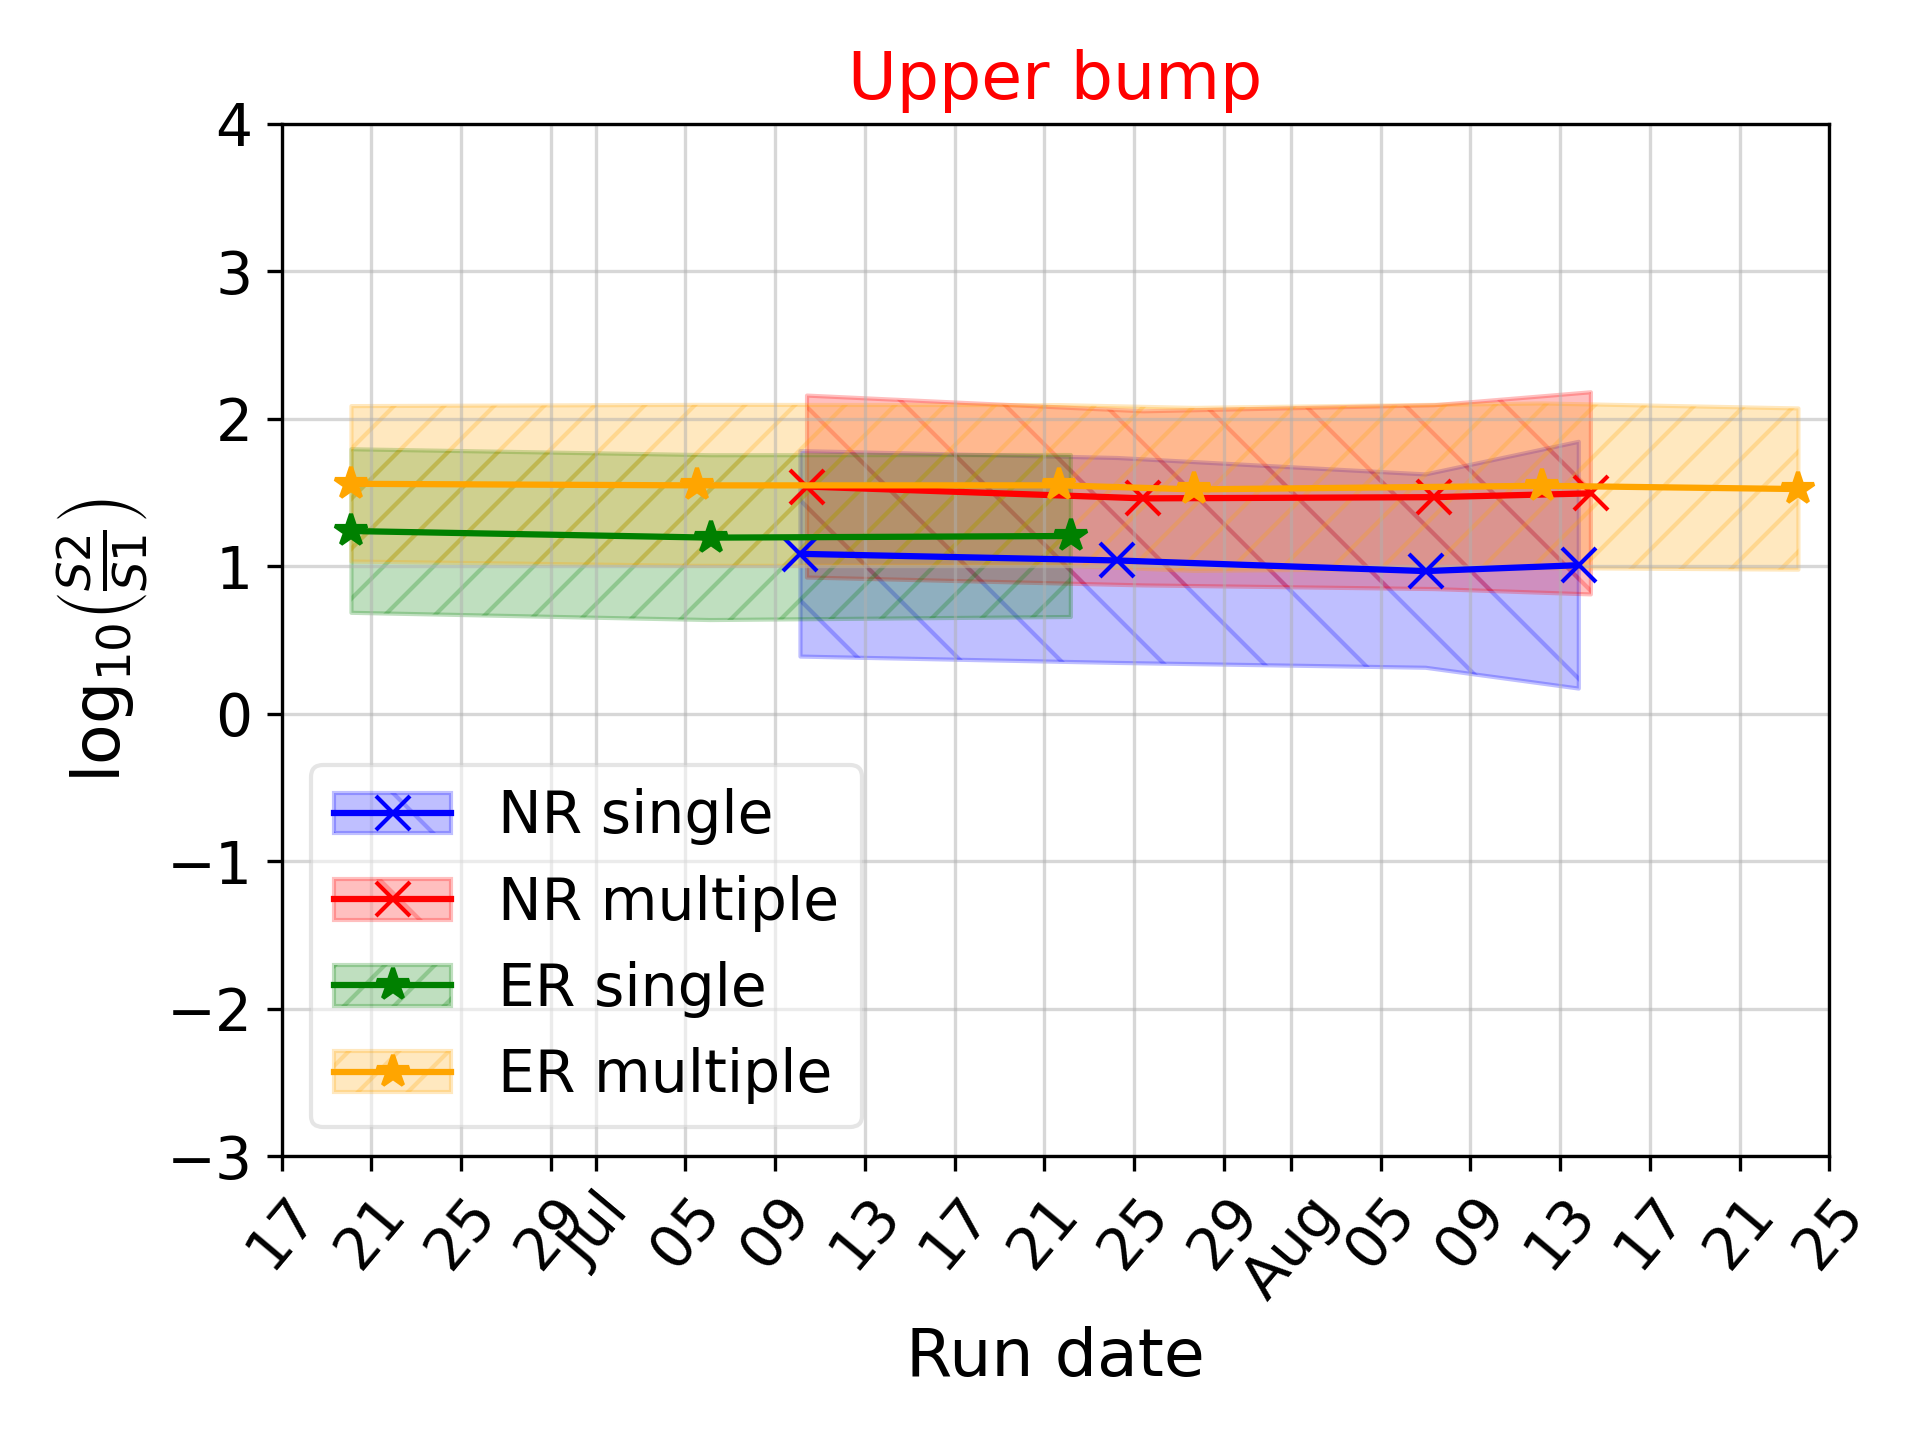 Upper bump
4
3
2
1
0
−1
−2
−3
log₁₀(S2/S1)
NR single
NR multiple
ER single
ER multiple
17 21 25 29 Jul 05 09 13 17 21 25 29 Aug 05 09 13 17 21 25
Run date